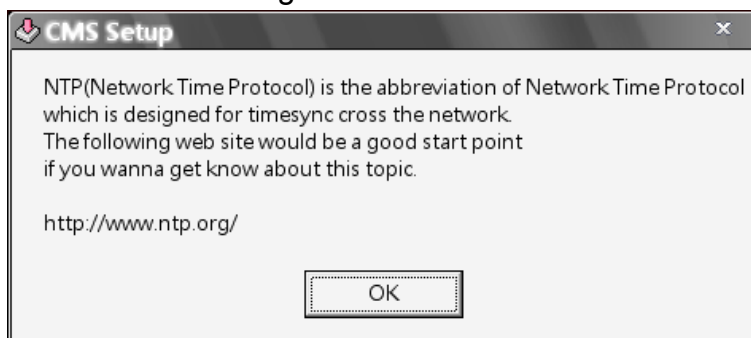 CMS Setup
NTP(Network Time Protocol) is the abbreviation of Network Time Protocol
which is designed for timesync cross the network.
The following web site would be a good start point
if you wanna get know about this topic.
http://www.ntp.org/
OK